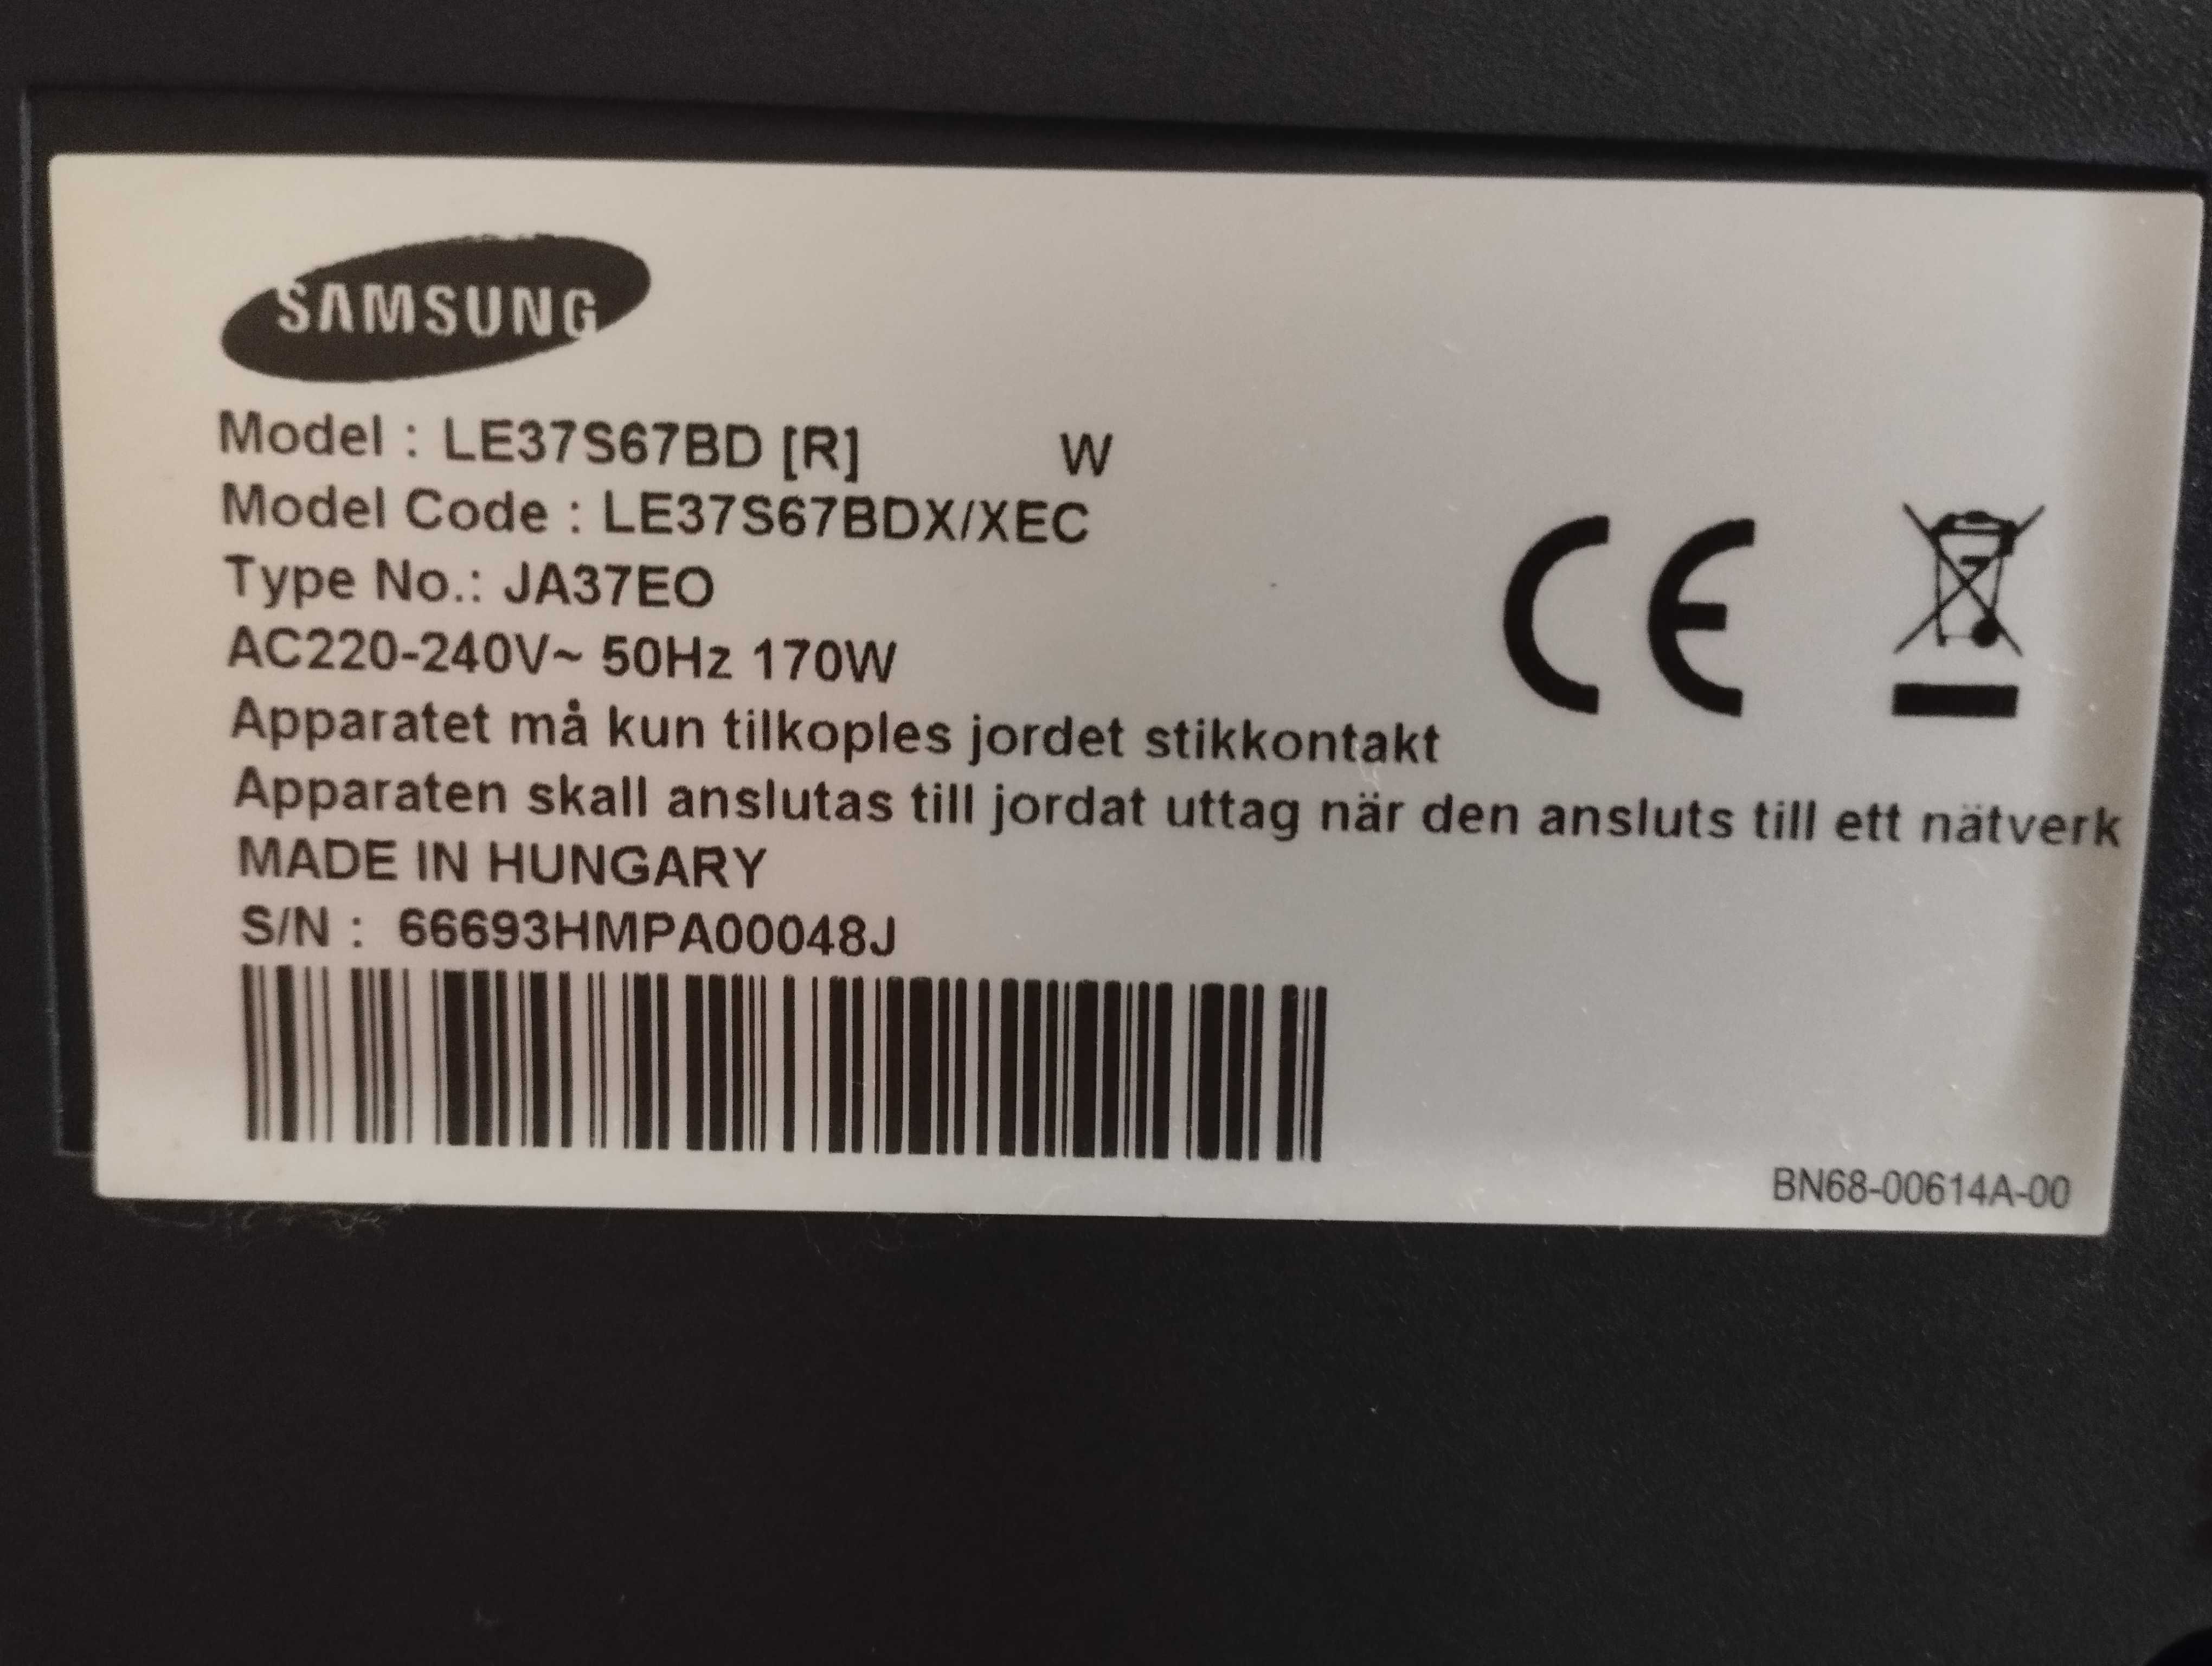 SAMSUNG
Model : LE37S67BD [R] W
Model Code : LE37S67BDX/XEC
Type No.: JA37EO
AC220-240V~ 50Hz 170W
Apparatet må kun tilkoples jordet stikkontakt
Apparaten skall anslutas till jordat uttag när den ansluts till ett nätverk
MADE IN HUNGARY
S/N : 66693HMPA00048J
CE
BN68-00614A-00